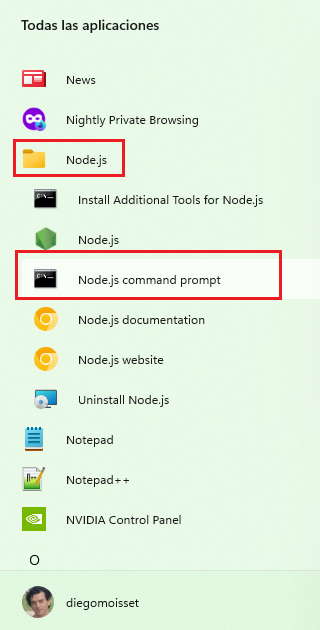 Todas las aplicaciones
News
Nightly Private Browsing
Node.js
Install Additional Tools for Node.js
Node.js
Node.js command prompt
Node.js documentation
Node.js website
Uninstall Node.js
Notepad
Notepad++
NVIDIA Control Panel
O
diegomoisset